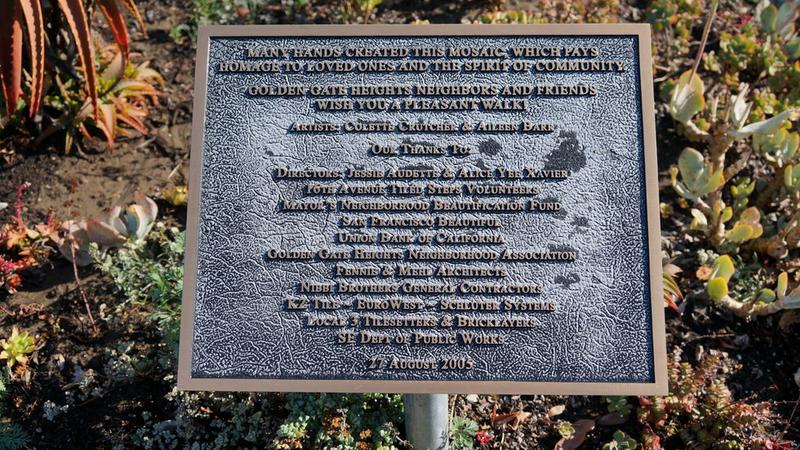 MANY HANDS CREATED THIS MOSAIC, WHICH PAYS
HOMAGE TO LOVED ONES AND THE SPIRIT OF COMMUNITY.
GOLDEN GATE HEIGHTS NEIGHBORS AND FRIENDS
WISH YOU A PLEASANT WALK!
ARTISTS: COLETTE CRUTCHER & AILEEN BARR
OUR THANKS TO:
DIRECTORS: JESSIE AUDETTE & ALICE YEE XAVIER
16TH AVENUE TILED STEPS VOLUNTEERS
MAYOR'S NEIGHBORHOOD BEAUTIFICATION FUND
SAN FRANCISCO BEAUTIFUL
UNION BANK OF CALIFORNIA
GOLDEN GATE HEIGHTS NEIGHBORHOOD ASSOCIATION
FENNIE & MEHL ARCHITECTS
NIBBI BROTHERS GENERAL CONTRACTORS
KZ TILE – EUROWEST – SCHLUTER SYSTEMS
LOCAL 3 TILESETTERS & BRICKLAYERS
SF DEPT OF PUBLIC WORKS
27 AUGUST 2005